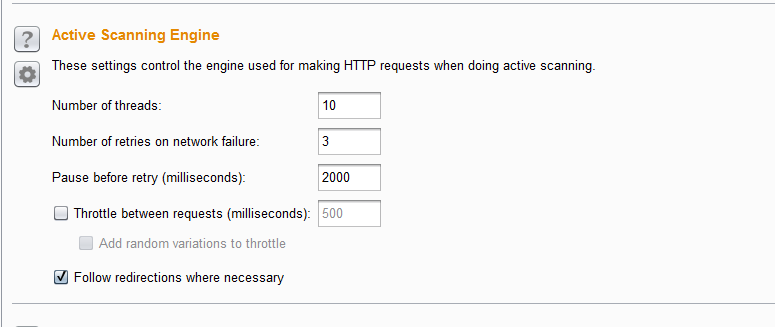 ?
Active Scanning Engine
These settings control the engine used for making HTTP requests when doing active scanning.
Number of threads: 10
Number of retries on network failure: 3
Pause before retry (milliseconds): 2000
Throttle between requests (milliseconds): 500
Add random variations to throttle
Follow redirections where necessary